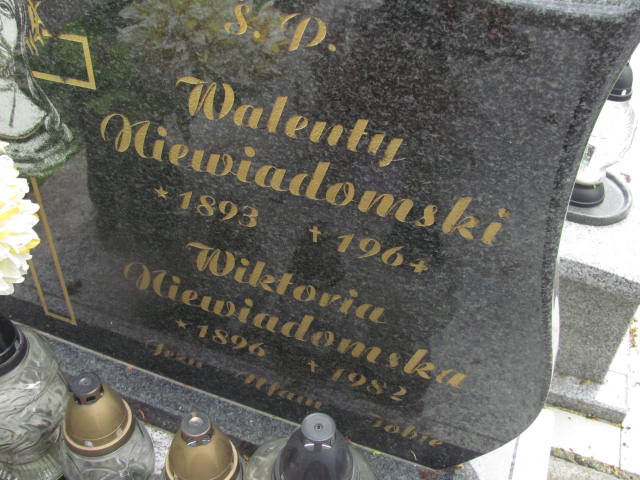 ś. P.
Walenty
Niewiadomski
* 1893 † 1964
Wiktoria
Niewiadomska
* 1896 † 1982
Jezu Ufam Tobie